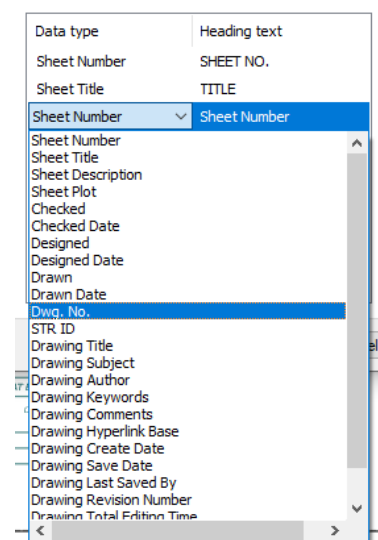 Data type Heading text
Sheet Number SHEET NO.
Sheet Title TITLE
Sheet Number Sheet Number
Sheet Number
Sheet Title
Sheet Description
Sheet Plot
Checked
Checked Date
Designed
Designed Date
Drawn
Drawn Date
Dwg. No.
STR ID
Drawing Title
Drawing Subject
Drawing Author
Drawing Keywords
Drawing Comments
Drawing Hyperlink Base
Drawing Create Date
Drawing Save Date
Drawing Last Saved By
Drawing Revision Number
Drawing Total Editing Time